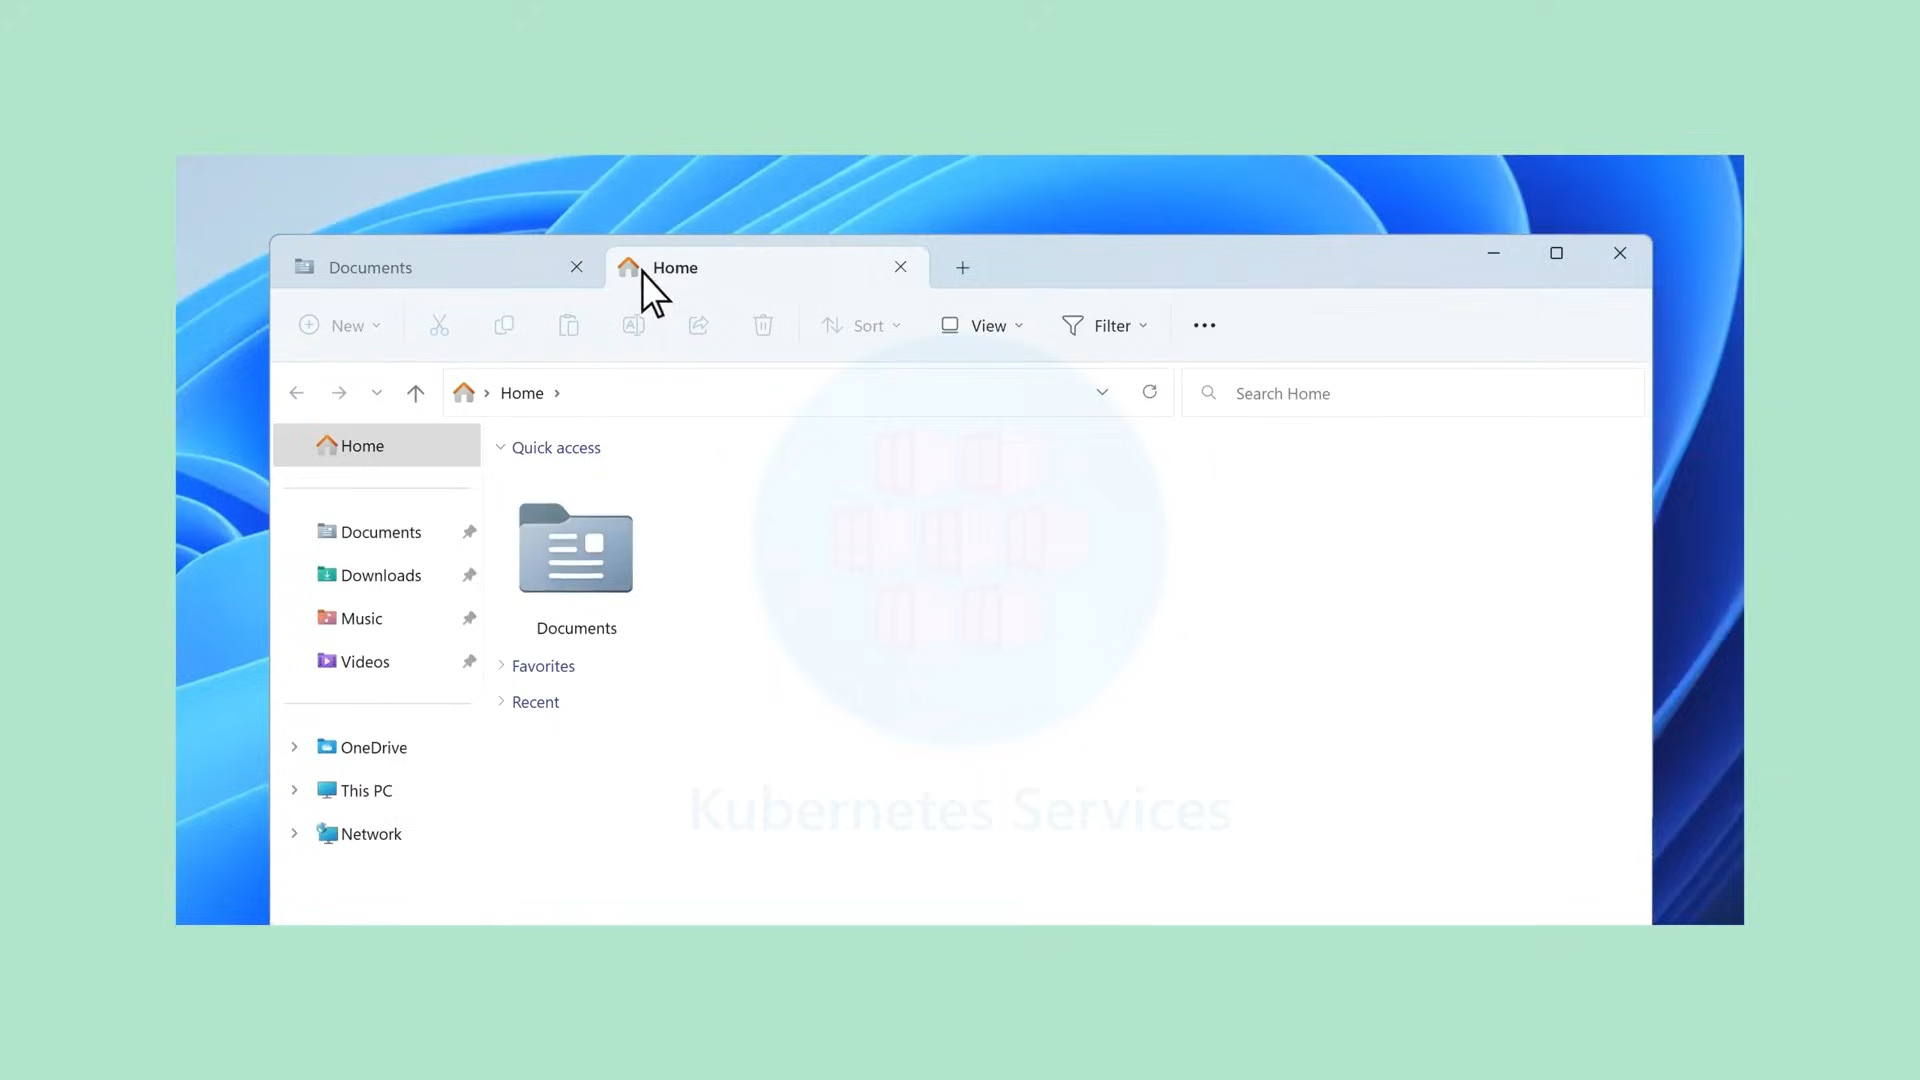 Documents
Home
New
Sort
View
Filter
Home
Search Home
Home
Quick access
Documents
Downloads
Music
Videos
Documents
Favorites
Recent
OneDrive
This PC
Network
Kubernetes Services